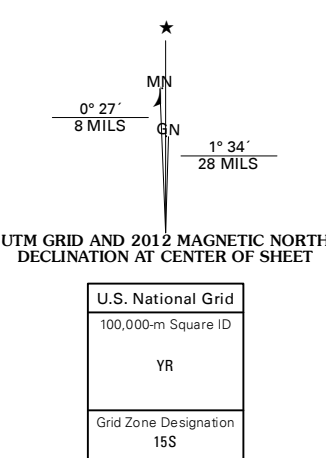 ★
MN
0° 27´
8 MILS
GN
1° 34´
28 MILS
UTM GRID AND 2012 MAGNETIC NORTH
DECLINATION AT CENTER OF SHEET
U.S. National Grid
100,000-m Square ID
YR
Grid Zone Designation
15S